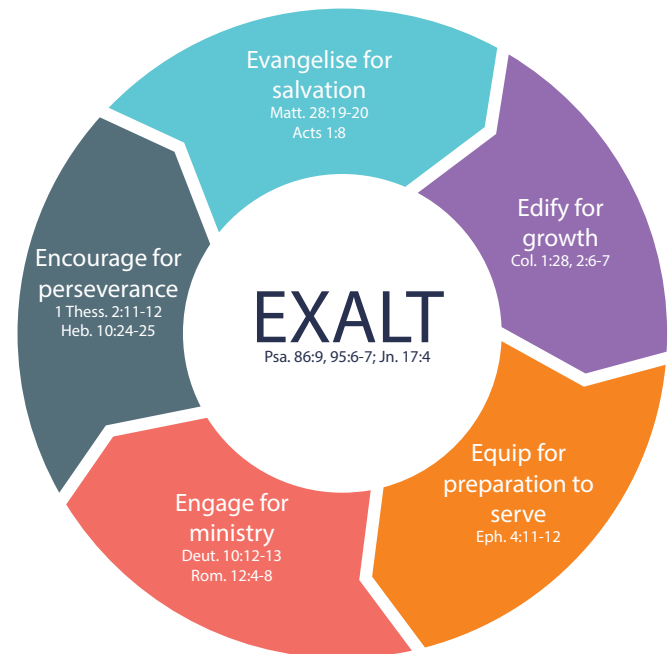 Evangelise for
salvation
Matt. 28:19-20
Acts 1:8
Edify for
growth
Col. 1:28, 2:6-7
Equip for
preparation to
serve
Eph. 4:11-12
Engage for
ministry
Deut. 10:12-13
Rom. 12:4-8
Encourage for
perseverance
1 Thess. 2:11-12
Heb. 10:24-25
EXALT
Psa. 86:9, 95:6-7; Jn. 17:4